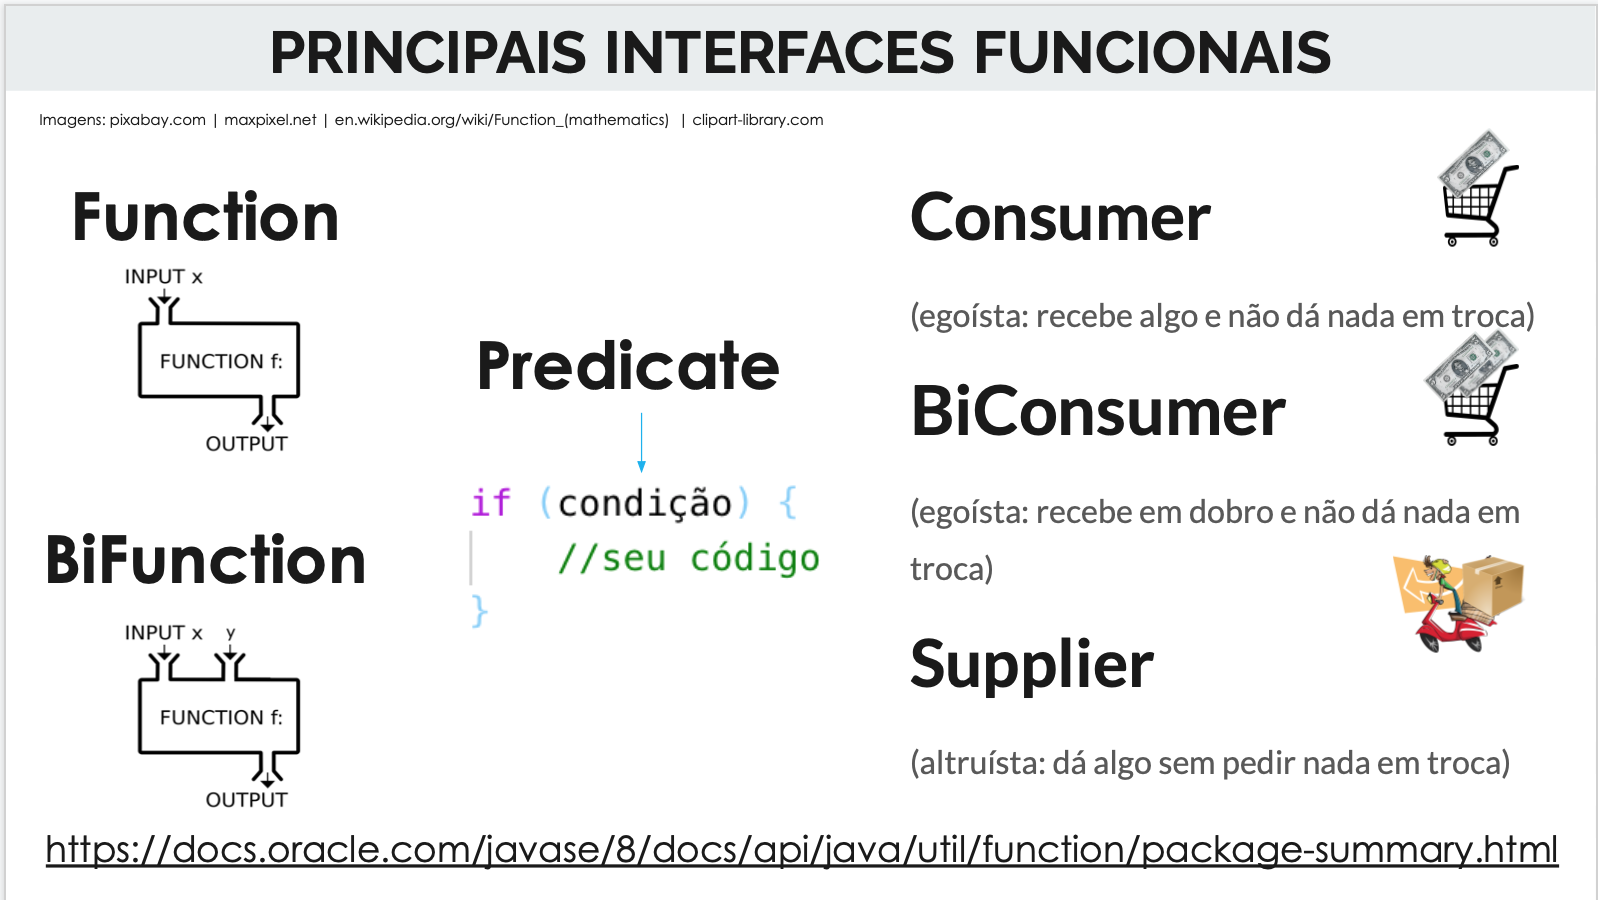 PRINCIPAIS INTERFACES FUNCIONAIS
Imagens: pixabay.com | maxpixel.net | en.wikipedia.org/wiki/Function_(mathematics) | clipart-library.com
Function
INPUT x
FUNCTION f:
OUTPUT
BiFunction
INPUT x y
FUNCTION f:
OUTPUT
Predicate
if (condição) {
//seu código
}
Consumer
(egoísta: recebe algo e não dá nada em troca)
BiConsumer
(egoísta: recebe em dobro e não dá nada em
troca)
Supplier
(altruísta: dá algo sem pedir nada em troca)
https://docs.oracle.com/javase/8/docs/api/java/util/function/package-summary.html